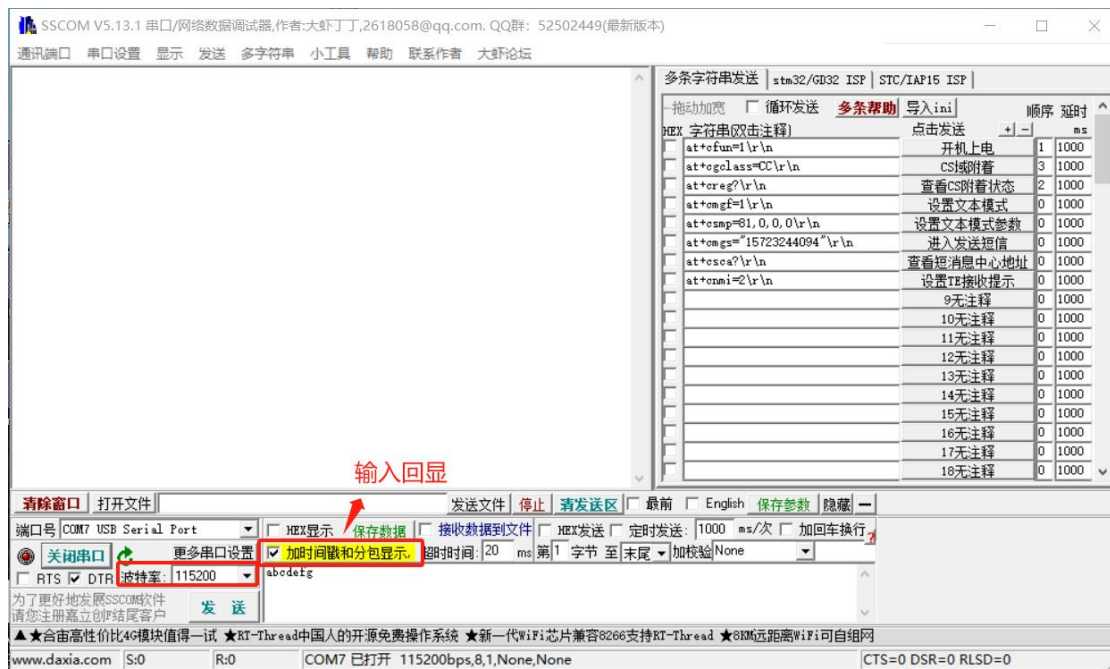 SSCOM V5.13.1 串口/网络数据调试器,作者:大虾丁丁,2618058@qq.com. QQ群: 52502449(最新版本)
通讯端口 串口设置 显示 发送 多字符串 小工具 帮助 联系作者 大虾论坛
多条字符串发送 stm32/GD32 ISP STC/IAP15 ISP
拖动加宽 循环发送 多条帮助 导入ini 顺序 延时
HEX 字符串(双击注释) 点击发送 + - ms
at+cfun=1\r\n 开机上电 1 1000
at+cgclass=CC\r\n CS域附着 3 1000
at+creg?\r\n 查看CS附着状态 2 1000
at+cmgf=1\r\n 设置文本模式 0 1000
at+csmp=81,0,0,0\r\n 设置文本模式参数 0 1000
at+cmgs="15723244094"\r\n 进入发送短信 0 1000
at+csca?\r\n 查看短消息中心地址 0 1000
at+cnmi=2\r\n 设置TE接收提示 0 1000
9无注释 0 1000
10无注释 0 1000
11无注释 0 1000
12无注释 0 1000
13无注释 0 1000
14无注释 0 1000
15无注释 0 1000
16无注释 0 1000
17无注释 0 1000
18无注释 0 1000
输入回显
清除窗口 打开文件 发送文件 停止 清发送区 最前 English 保存参数 隐藏 —
端口号 COM7 USB Serial Port HEX显示 保存数据 接收数据到文件 HEX发送 定时发送: 1000 ms/次 加回车换行
关闭串口 更多串口设置 加时间戳和分包显示, 超时时间: 20 ms 第1 字节 至 末尾 加校验 None
RTS DTR 波特率: 115200 abcdefg
为了更好地发展SSCOM软件
请您注册嘉立创F结尾客户 发 送
▲★合宙高性价比4G模块值得一试 ★RT-Thread中国人的开源免费操作系统 ★新一代WiFi芯片兼容8266支持RT-Thread ★8KM远距离WiFi可自组网
www.daxia.com S:0 R:0 COM7 已打开 115200bps,8,1,None,None CTS=0 DSR=0 RLSD=0